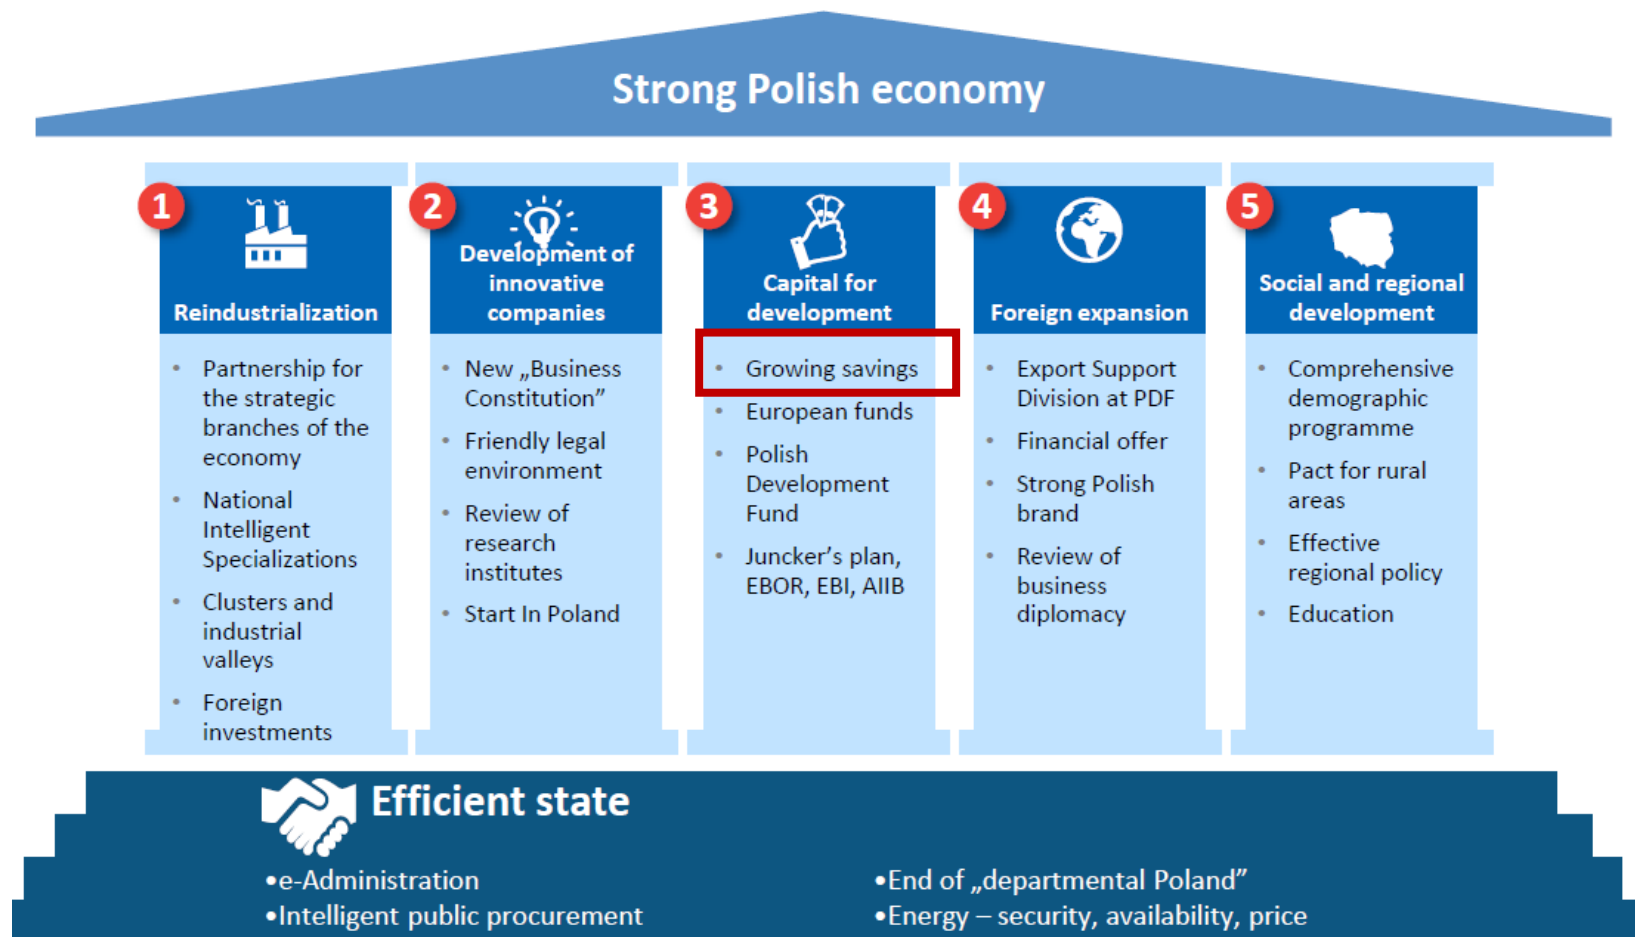 Strong Polish economy
1
Reindustrialization
• Partnership for
the strategic
branches of the
economy
• National
Intelligent
Specializations
• Clusters and
industrial
valleys
• Foreign
investments
2
Development of
innovative
companies
• New „Business
Constitution”
• Friendly legal
environment
• Review of
research
institutes
• Start In Poland
3
Capital for
development
• Growing savings
• European funds
• Polish
Development
Fund
• Juncker’s plan,
EBOR, EBI, AIIB
4
Foreign expansion
• Export Support
Division at PDF
• Financial offer
• Strong Polish
brand
• Review of
business
diplomacy
5
Social and regional
development
• Comprehensive
demographic
programme
• Pact for rural
areas
• Effective
regional policy
• Education
Efficient state
•e-Administration
•Intelligent public procurement
•End of „departmental Poland”
•Energy – security, availability, price